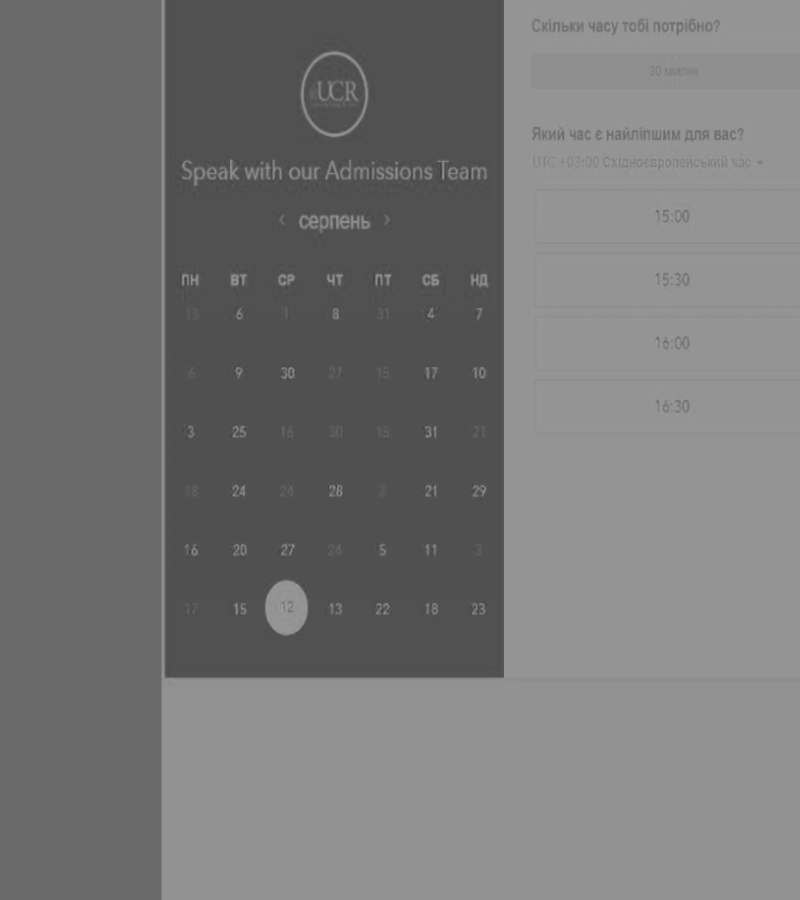 UCR
Speak with our Admissions Team
серпень
ПН ВТ СР ЧТ ПТ СБ НД
13 6 1 8 31 4 7
6 9 30 27 15 17 10
3 25 16 30 15 31 21
18 24 24 28 2 21 29
16 20 27 24 5 11 3
17 15 12 13 22 18 23
Скільки часу тобі потрібно?
30 хвилин
Який час є найліпшим для вас?
UTC +03:00 Східноєвропейський час
15:00
15:30
16:00
16:30